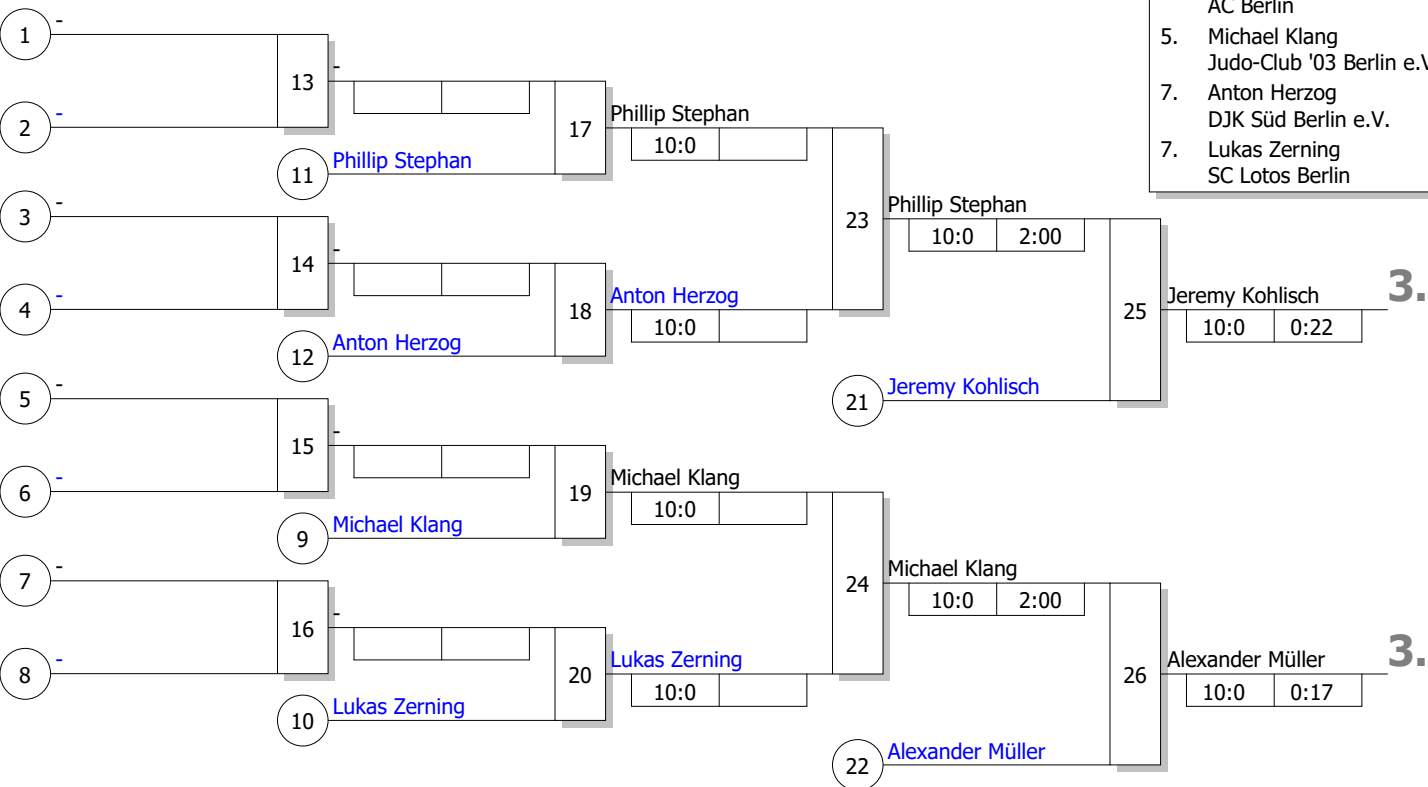 AC Berlin
5. Michael Klang
Judo-Club '03 Berlin e.V
7. Anton Herzog
DJK Süd Berlin e.V.
7. Lukas Zerning
SC Lotos Berlin
1 -
13 -
2 -
17 Phillip Stephan
10:0
11 Phillip Stephan
3 -
23 Phillip Stephan
10:0 2:00
14 -
4 -
18 Anton Herzog
10:0
12 Anton Herzog
25 Jeremy Kohlisch 3.
10:0 0:22
5 -
21 Jeremy Kohlisch
15 -
6 -
19 Michael Klang
10:0
9 Michael Klang
7 -
24 Michael Klang
10:0 2:00
16 -
8 -
20 Lukas Zerning
10:0
10 Lukas Zerning
26 Alexander Müller 3.
10:0 0:17
22 Alexander Müller